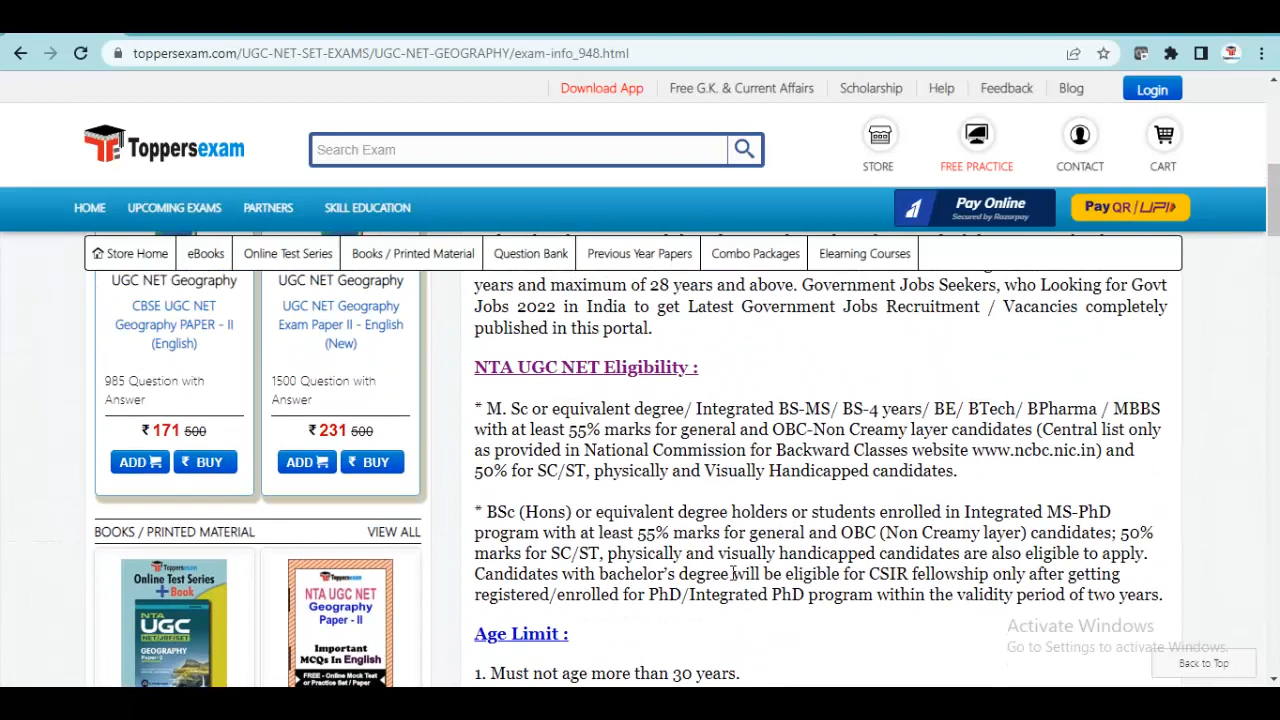 toppersexam.com/UGC-NET-SET-EXAMS/UGC-NET-GEOGRAPHY/exam-info_948.html
Download App
Free G.K. & Current Affairs
Scholarship
Help
Feedback
Blog
Login
Toppersexam
Search Exam
STORE
FREE PRACTICE
CONTACT
CART
HOME
UPCOMING EXAMS
PARTNERS
SKILL EDUCATION
Pay Online
Secured by Razorpay
Pay QR / UPI
Store Home
eBooks
Online Test Series
Books / Printed Material
Question Bank
Previous Year Papers
Combo Packages
Elearning Courses
UGC NET Geography
CBSE UGC NET
Geography PAPER - II
(English)
985 Question with
Answer
₹ 171 500
ADD
₹ BUY
UGC NET Geography
UGC NET Geography
Exam Paper II - English
(New)
1500 Question with
Answer
₹ 231 500
ADD
₹ BUY
BOOKS / PRINTED MATERIAL
VIEW ALL
Toppersexam
Online Test Series
+Book
NTA
UGC
NET/JRF/SET
GEOGRAPHY
Paper-2
Toppersexam
NTA UGC NET
Geography
Paper - II
Important
MCQs In English
FREE - Online Mock Test
or Practice Set / Paper
years and maximum of 28 years and above. Government Jobs Seekers, who Looking for Govt
Jobs 2022 in India to get Latest Government Jobs Recruitment / Vacancies completely
published in this portal.
NTA UGC NET Eligibility :
* M. Sc or equivalent degree/ Integrated BS-MS/ BS-4 years/ BE/ BTech/ BPharma / MBBS
with at least 55% marks for general and OBC-Non Creamy layer candidates (Central list only
as provided in National Commission for Backward Classes website www.ncbc.nic.in) and
50% for SC/ST, physically and Visually Handicapped candidates.
* BSc (Hons) or equivalent degree holders or students enrolled in Integrated MS-PhD
program with at least 55% marks for general and OBC (Non Creamy layer) candidates; 50%
marks for SC/ST, physically and visually handicapped candidates are also eligible to apply.
Candidates with bachelor's degree will be eligible for CSIR fellowship only after getting
registered/enrolled for PhD/Integrated PhD program within the validity period of two years.
Age Limit :
1. Must not age more than 30 years.
Activate Windows
Go to Settings to activate Windows.
Back to Top